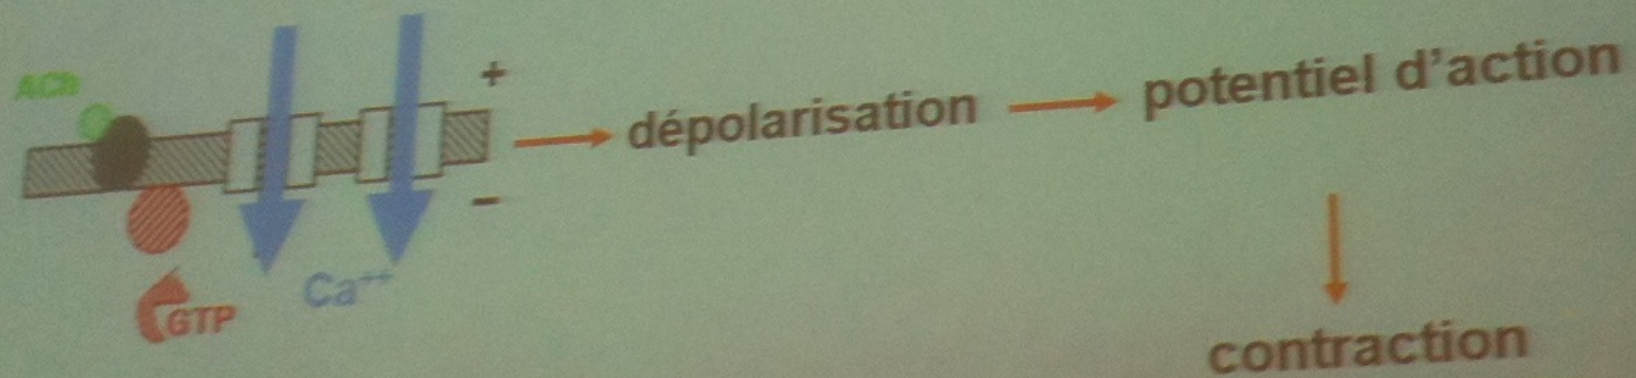 ACh
+
dépolarisation
potentiel d'action
–
Ca++
GTP
contraction